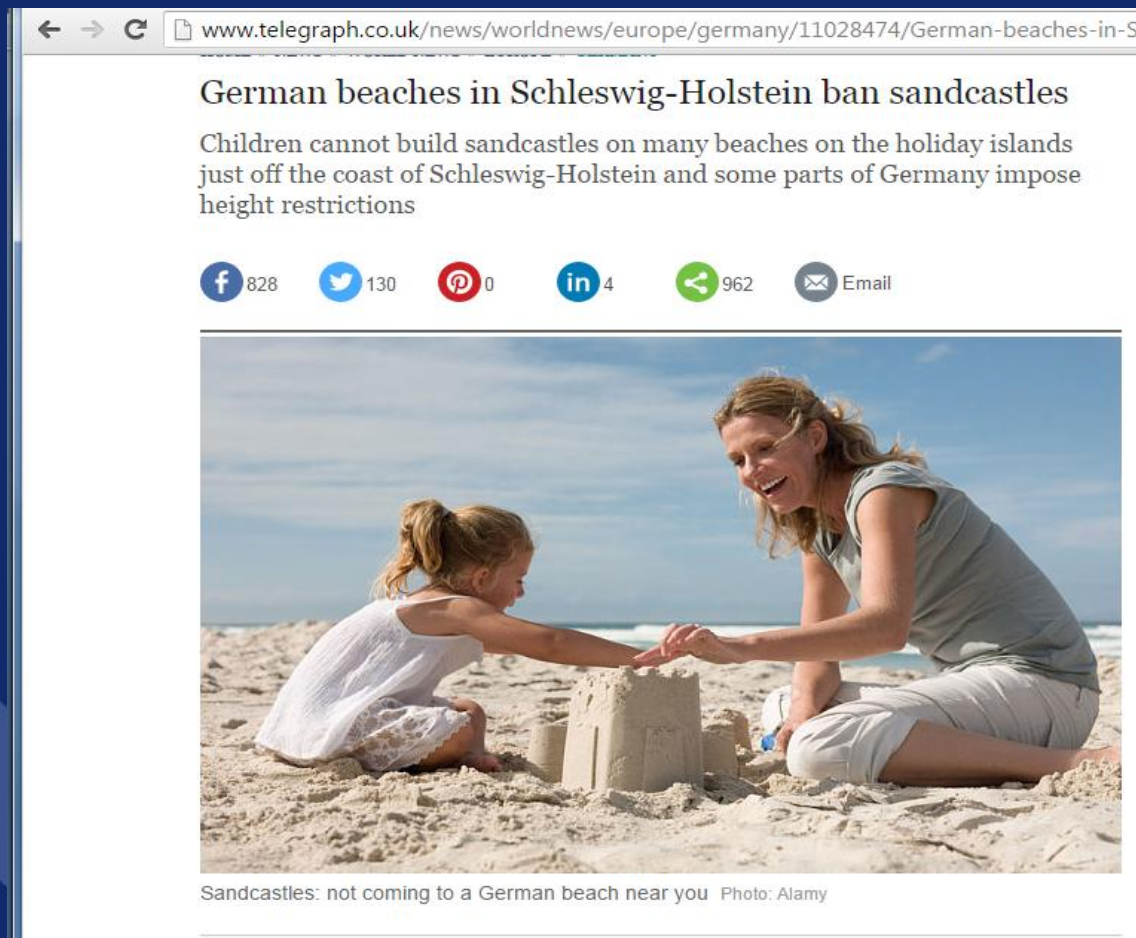 www.telegraph.co.uk/news/worldnews/europe/germany/11028474/German-beaches-in-S
German beaches in Schleswig-Holstein ban sandcastles
Children cannot build sandcastles on many beaches on the holiday islands
just off the coast of Schleswig-Holstein and some parts of Germany impose
height restrictions
f 828 130 0 in 4 962 Email
Sandcastles: not coming to a German beach near you Photo: Alamy